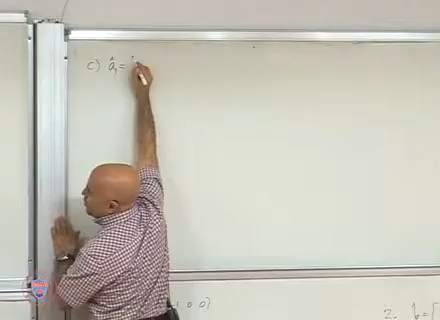 c) â₁ =
1 0 0)
2. b̂ = [